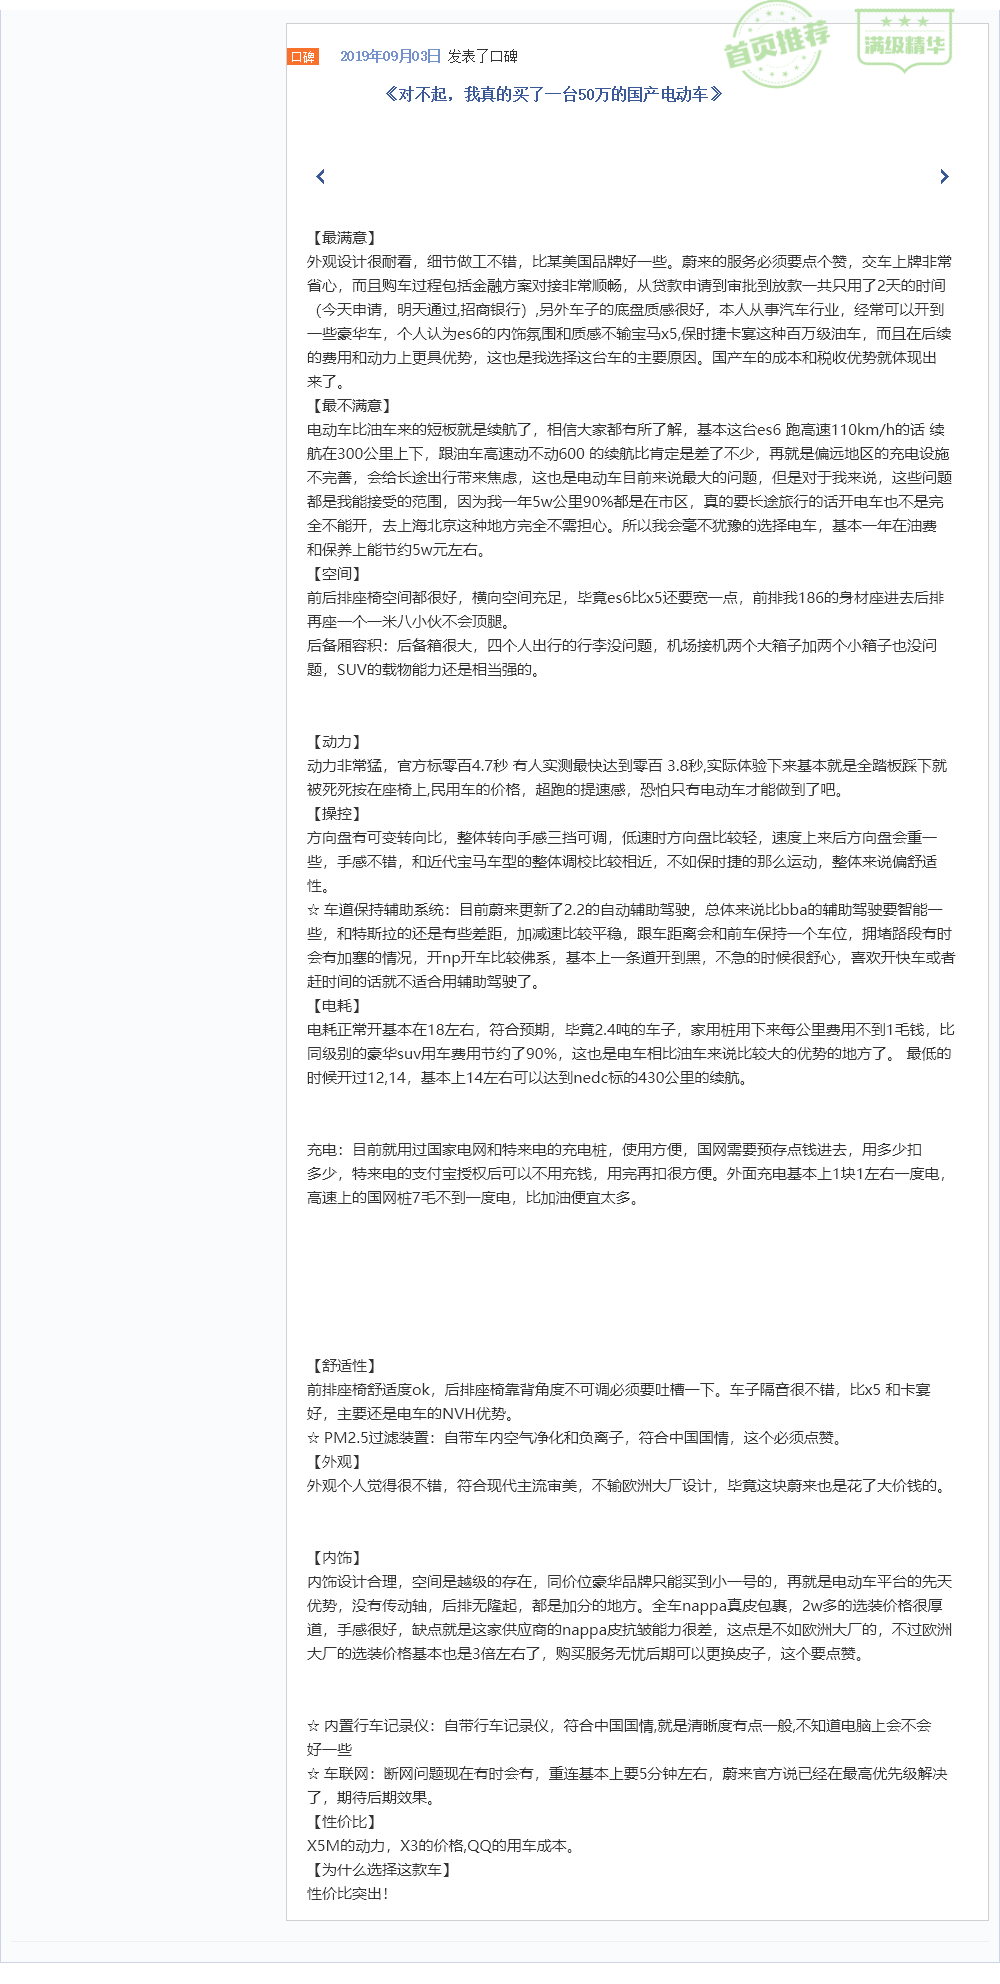 首页推荐
满级精华
口碑 2019年09月03日 发表了口碑
《对不起，我真的买了一台50万的国产电动车》
【最满意】
外观设计很耐看，细节做工不错，比某美国品牌好一些。蔚来的服务必须要点个赞，交车上牌非常
省心，而且购车过程包括金融方案对接非常顺畅，从贷款申请到审批到放款一共只用了2天的时间
（今天申请，明天通过,招商银行）,另外车子的底盘质感很好，本人从事汽车行业，经常可以开到
一些豪华车，个人认为es6的内饰氛围和质感不输宝马x5,保时捷卡宴这种百万级油车，而且在后续
的费用和动力上更具优势，这也是我选择这台车的主要原因。国产车的成本和税收优势就体现出
来了。
【最不满意】
电动车比油车来的短板就是续航了，相信大家都有所了解，基本这台es6 跑高速110km/h的话 续
航在300公里上下，跟油车高速动不动600 的续航比肯定是差了不少，再就是偏远地区的充电设施
不完善，会给长途出行带来焦虑，这也是电动车目前来说最大的问题，但是对于我来说，这些问题
都是我能接受的范围，因为我一年5w公里90%都是在市区，真的要长途旅行的话开电车也不是完
全不能开，去上海北京这种地方完全不需担心。所以我会毫不犹豫的选择电车，基本一年在油费
和保养上能节约5w元左右。
【空间】
前后排座椅空间都很好，横向空间充足，毕竟es6比x5还要宽一点，前排我186的身材座进去后排
再座一个一米八小伙不会顶腿。
后备厢容积：后备箱很大，四个人出行的行李没问题，机场接机两个大箱子加两个小箱子也没问
题，SUV的载物能力还是相当强的。
【动力】
动力非常猛，官方标零百4.7秒 有人实测最快达到零百 3.8秒,实际体验下来基本就是全踏板踩下就
被死死按在座椅上,民用车的价格，超跑的提速感，恐怕只有电动车才能做到了吧。
【操控】
方向盘有可变转向比，整体转向手感三挡可调，低速时方向盘比较轻，速度上来后方向盘会重一
些，手感不错，和近代宝马车型的整体调校比较相近，不如保时捷的那么运动，整体来说偏舒适
性。
☆ 车道保持辅助系统：目前蔚来更新了2.2的自动辅助驾驶，总体来说比bba的辅助驾驶要智能一
些，和特斯拉的还是有些差距，加减速比较平稳，跟车距离会和前车保持一个车位，拥堵路段有时
会有加塞的情况，开np开车比较佛系，基本上一条道开到黑，不急的时候很舒心，喜欢开快车或者
赶时间的话就不适合用辅助驾驶了。
【电耗】
电耗正常开基本在18左右，符合预期，毕竟2.4吨的车子，家用桩用下来每公里费用不到1毛钱，比
同级别的豪华suv用车费用节约了90%，这也是电车相比油车来说比较大的优势的地方了。 最低的
时候开过12,14，基本上14左右可以达到nedc标的430公里的续航。
充电：目前就用过国家电网和特来电的充电桩，使用方便，国网需要预存点钱进去，用多少扣
多少，特来电的支付宝授权后可以不用充钱，用完再扣很方便。外面充电基本上1块1左右一度电，
高速上的国网桩7毛不到一度电，比加油便宜太多。
【舒适性】
前排座椅舒适度ok，后排座椅靠背角度不可调必须要吐槽一下。车子隔音很不错，比x5 和卡宴
好，主要还是电车的NVH优势。
☆ PM2.5过滤装置：自带车内空气净化和负离子，符合中国国情，这个必须点赞。
【外观】
外观个人觉得很不错，符合现代主流审美，不输欧洲大厂设计，毕竟这块蔚来也是花了大价钱的。
【内饰】
内饰设计合理，空间是越级的存在，同价位豪华品牌只能买到小一号的，再就是电动车平台的先天
优势，没有传动轴，后排无隆起，都是加分的地方。全车nappa真皮包裹，2w多的选装价格很厚
道，手感很好，缺点就是这家供应商的nappa皮抗皱能力很差，这点是不如欧洲大厂的，不过欧洲
大厂的选装价格基本也是3倍左右了，购买服务无忧后期可以更换皮子，这个要点赞。
☆ 内置行车记录仪：自带行车记录仪，符合中国国情,就是清晰度有点一般,不知道电脑上会不会
好一些
☆ 车联网：断网问题现在有时会有，重连基本上要5分钟左右，蔚来官方说已经在最高优先级解决
了，期待后期效果。
【性价比】
X5M的动力，X3的价格,QQ的用车成本。
【为什么选择这款车】
性价比突出！